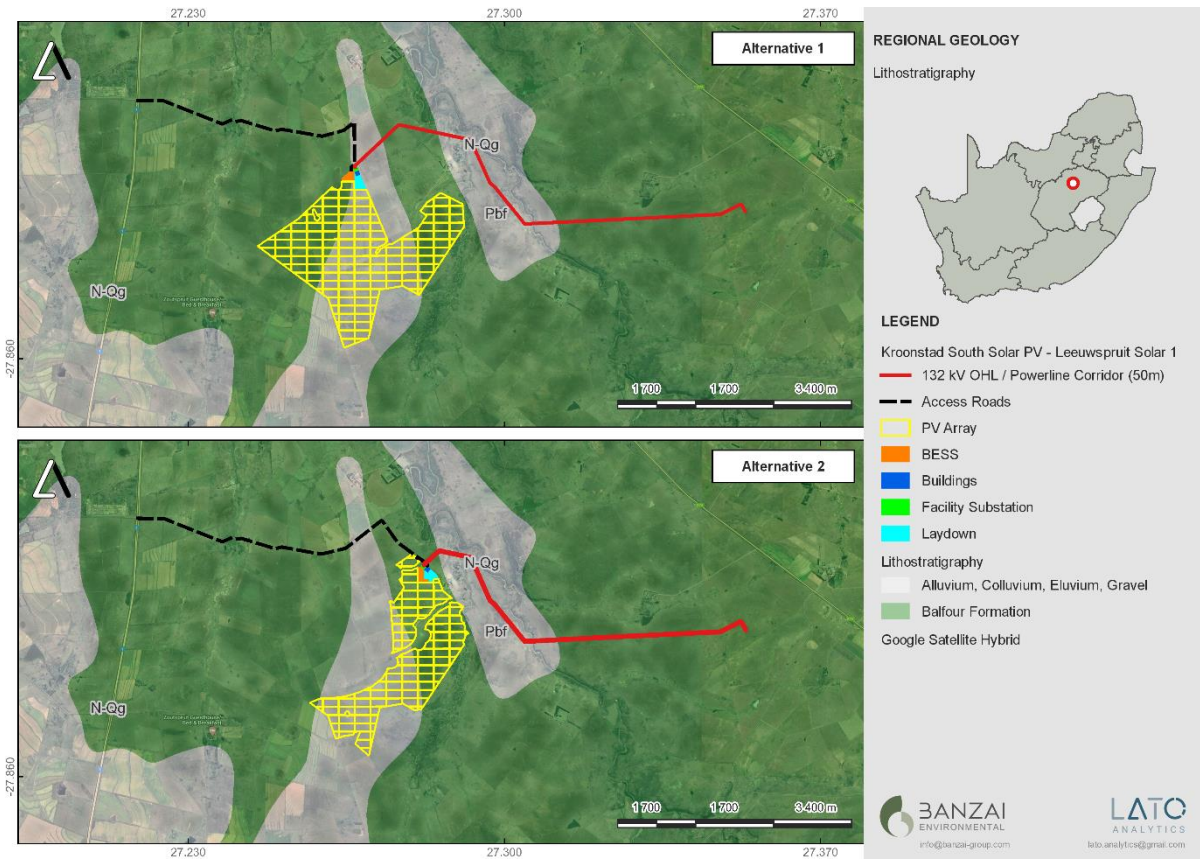 27.230
27.300
27.370
Alternative 1
N-Qg
Pbf
N-Qg
-27.860
1 700
1 700
3 400 m
Alternative 2
N-Qg
Pbf
N-Qg
-27.860
1 700
1 700
3 400 m
27.230
27.300
27.370
REGIONAL GEOLOGY
Lithostratigraphy
LEGEND
Kroonstad South Solar PV - Leeuwspruit Solar 1
132 kV OHL / Powerline Corridor (50m)
Access Roads
PV Array
BESS
Buildings
Facility Substation
Laydown
Lithostratigraphy
Alluvium, Colluvium, Eluvium, Gravel
Balfour Formation
Google Satellite Hybrid
BANZAI
ENVIRONMENTAL
info@banzai-group.com
LATO
ANALYTICS
lato.analytics@gmail.com